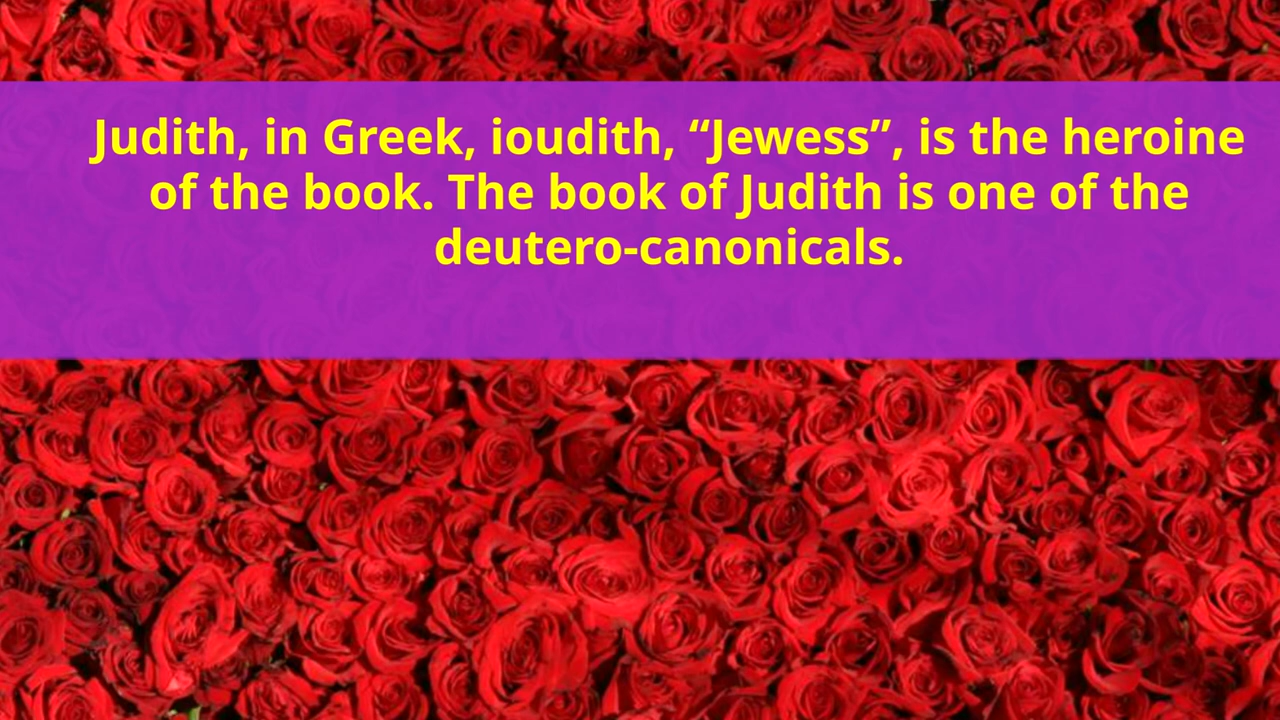 Judith, in Greek, ioudith, “Jewess”, is the heroine
of the book. The book of Judith is one of the
deutero-canonicals.